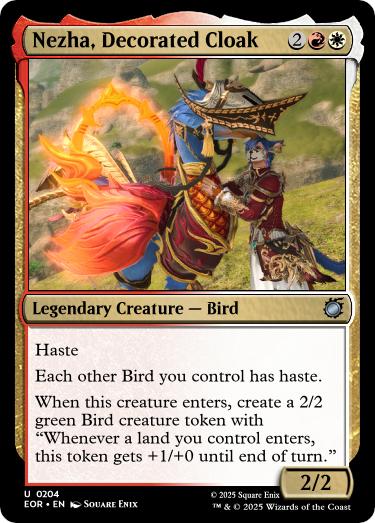 Nezha, Decorated Cloak 2
Legendary Creature — Bird
Haste
Each other Bird you control has haste.
When this creature enters, create a 2/2
green Bird creature token with
“Whenever a land you control enters,
this token gets +1/+0 until end of turn.”
2/2
U 0204
EOR • EN SQUARE ENIX
© 2025 Square Enix
™ & © 2025 Wizards of the Coast